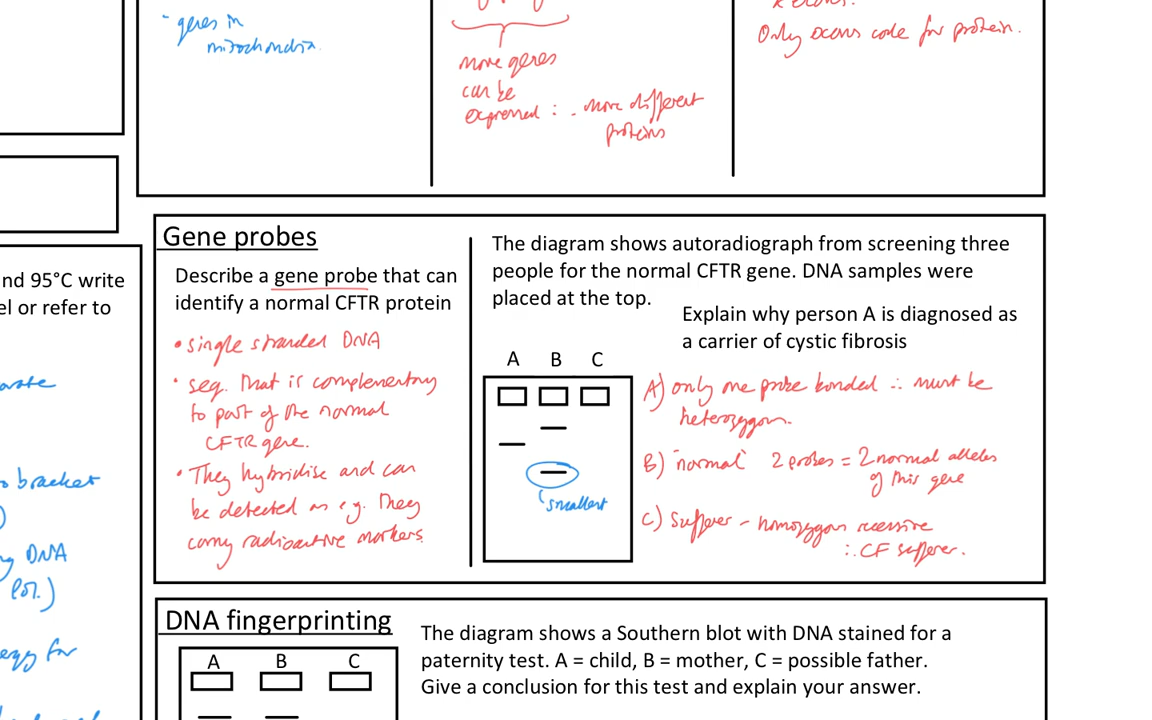 - genes in
mitochondria.
more genes
can be
expressed ∴ more different
proteins
Only exons code for protein.
nd 95°C write
el or refer to
bracket
)
DNA
for
Gene probes
Describe a gene probe that can
identify a normal CFTR protein
• single stranded DNA
• seq. that is complementary
to part of the normal
CFTR gene.
• They hybridise and can
be detected as e.g. they
carry radioactive markers.
The diagram shows autoradiograph from screening three
people for the normal CFTR gene. DNA samples were
placed at the top.
Explain why person A is diagnosed as
a carrier of cystic fibrosis
A B C
smallest
A) only one probe bonded ∴ must be
heterozygous.
B) "normal" 2 probes = 2 normal alleles
of this gene
C) Sufferer - homozygous recessive
∴ CF sufferer.
DNA fingerprinting
A B C
The diagram shows a Southern blot with DNA stained for a
paternity test. A = child, B = mother, C = possible father.
Give a conclusion for this test and explain your answer.